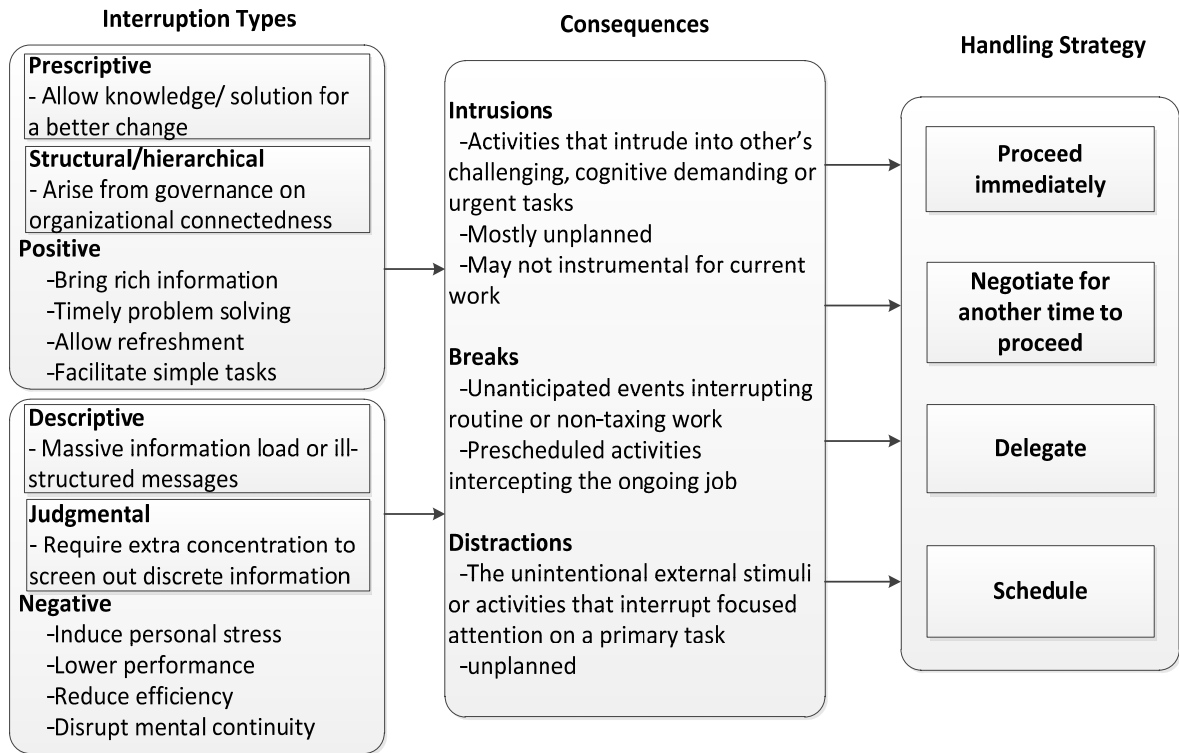 Interruption Types
Prescriptive
- Allow knowledge/ solution for
a better change
Structural/hierarchical
- Arise from governance on
organizational connectedness
Positive
-Bring rich information
-Timely problem solving
-Allow refreshment
-Facilitate simple tasks
Descriptive
- Massive information load or ill-
structured messages
Judgmental
- Require extra concentration to
screen out discrete information
Negative
-Induce personal stress
-Lower performance
-Reduce efficiency
-Disrupt mental continuity
Consequences
Intrusions
-Activities that intrude into other's
challenging, cognitive demanding or
urgent tasks
-Mostly unplanned
-May not instrumental for current
work
Breaks
-Unanticipated events interrupting
routine or non-taxing work
-Prescheduled activities
intercepting the ongoing job
Distractions
-The unintentional external stimuli
or activities that interrupt focused
attention on a primary task
-unplanned
Handling Strategy
Proceed
immediately
Negotiate for
another time to
proceed
Delegate
Schedule